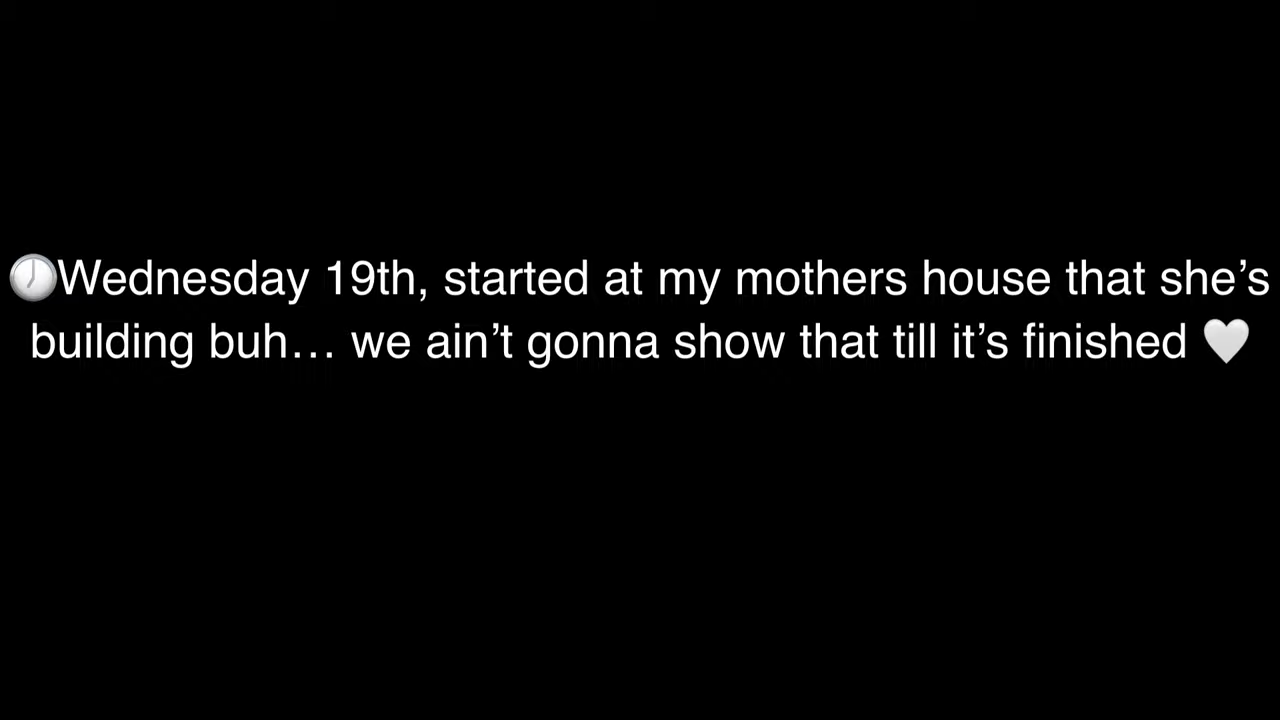 🕖Wednesday 19th, started at my mothers house that she’s
building buh… we ain’t gonna show that till it’s finished 🤍